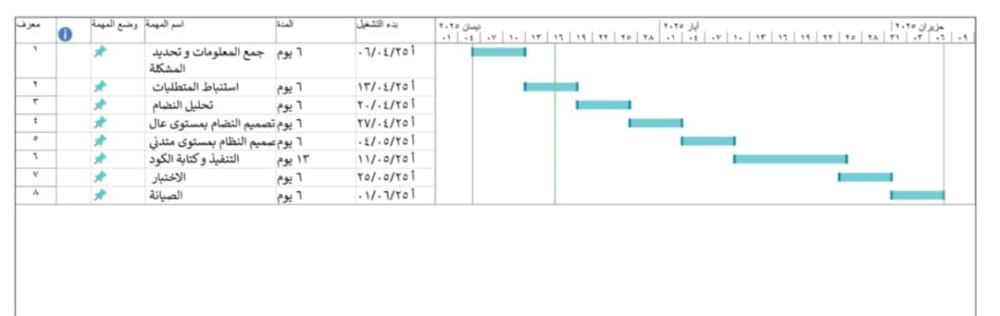 معرف وضع المهمة اسم المهمة المدة بدء التشغيل
نيسان ٢٠٢٥ أيار ٢٠٢٥ حزيران ٢٠٢٥
٠١ ٠٤ ٠٧ ١٠ ١٣ ١٦ ١٩ ٢٢ ٢٥ ٢٨ ٠١ ٠٤ ٠٧ ١٠ ١٣ ١٦ ١٩ ٢٢ ٢٥ ٢٨ ٣١ ٠٣ ٠٦ ٠٩
١ جمع المعلومات و تحديد ٦ يوم أ ٠٦/٠٤/٢٥
المشكلة
٢ استنباط المتطلبات ٦ يوم أ ١٣/٠٤/٢٥
٣ تحليل النضام ٦ يوم أ ٢٠/٠٤/٢٥
٤ تصميم النضام بمستوى عال ٦ يوم أ ٢٧/٠٤/٢٥
٥ صميم النظام بمستوى متدني ٦ يوم أ ٠٤/٠٥/٢٥
٦ التنفيذ و كتابة الكود ١٣ يوم أ ١١/٠٥/٢٥
٧ الاختبار ٦ يوم أ ٢٥/٠٥/٢٥
٨ الصيانة ٦ يوم أ ٠١/٠٦/٢٥